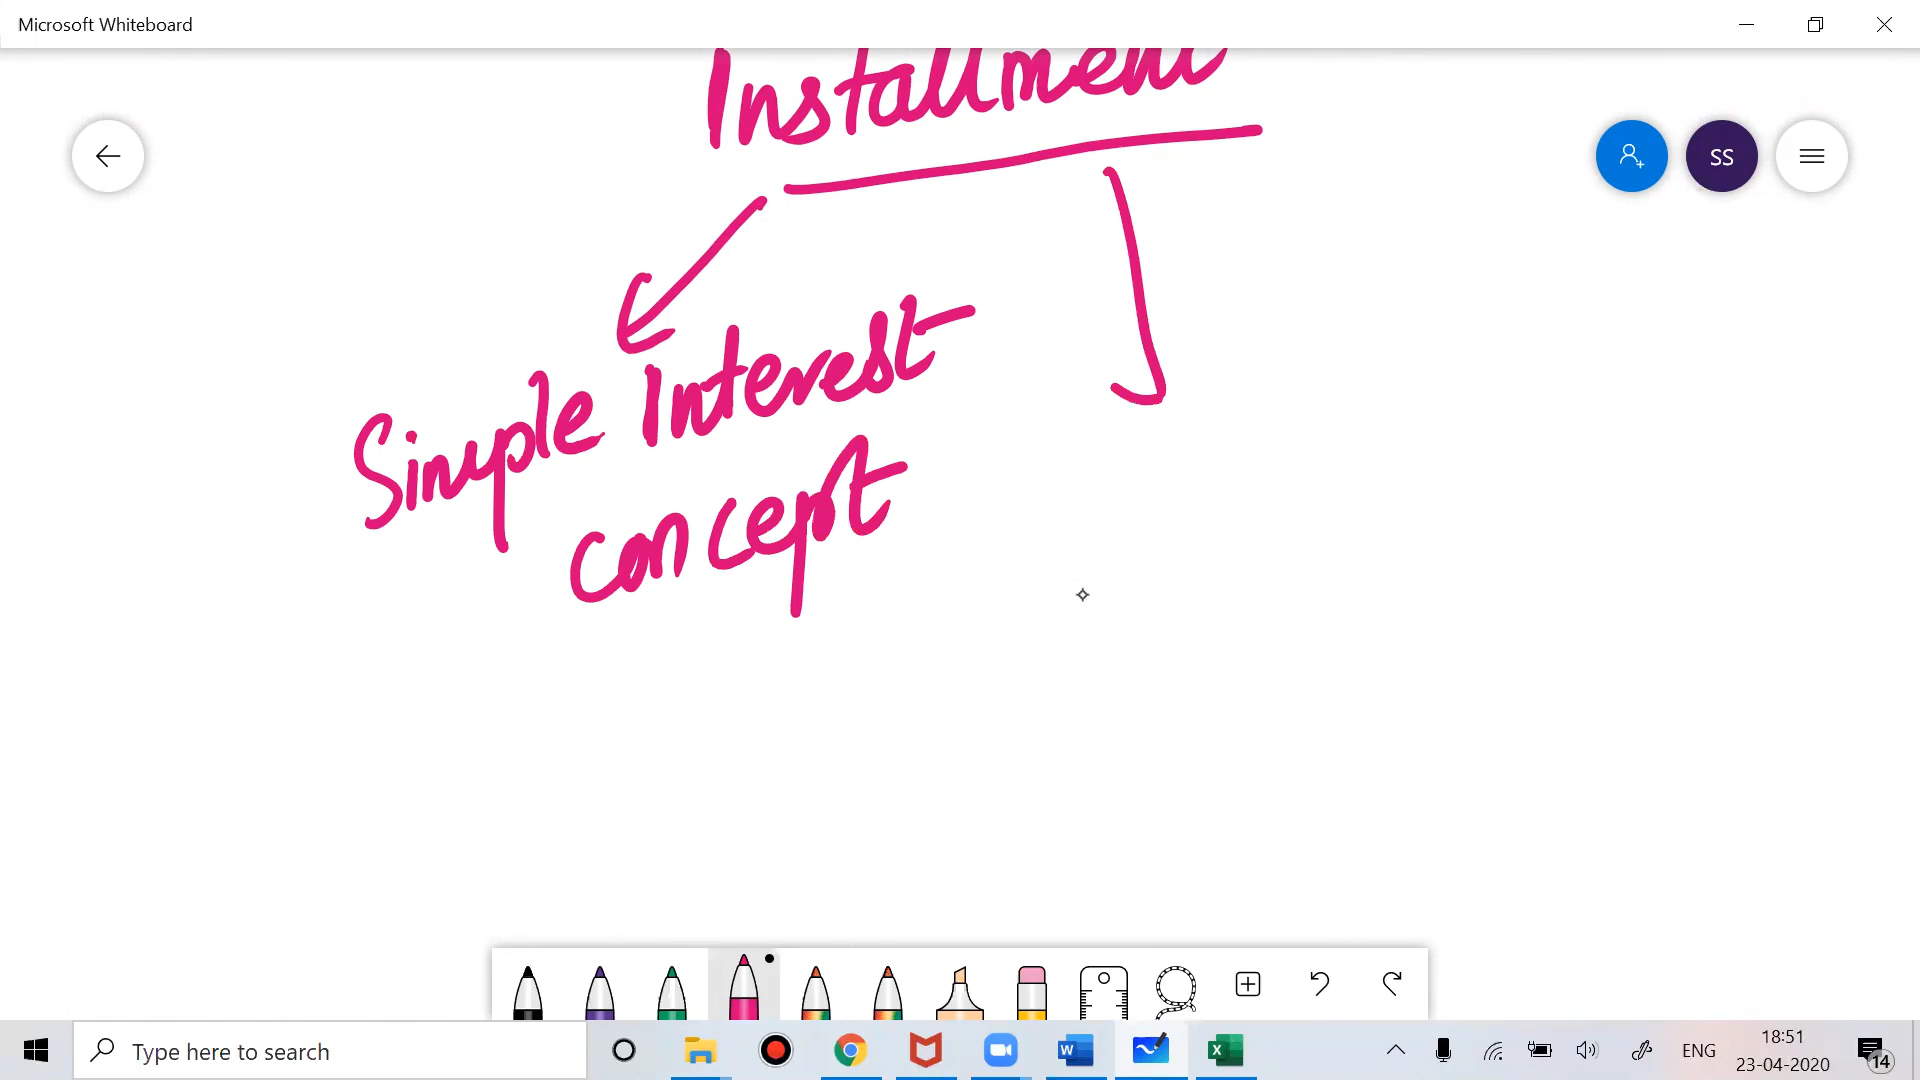 Microsoft Whiteboard
Installment
SS
Simple Interest
concept
Type here to search
ENG
18:51
23-04-2020
14